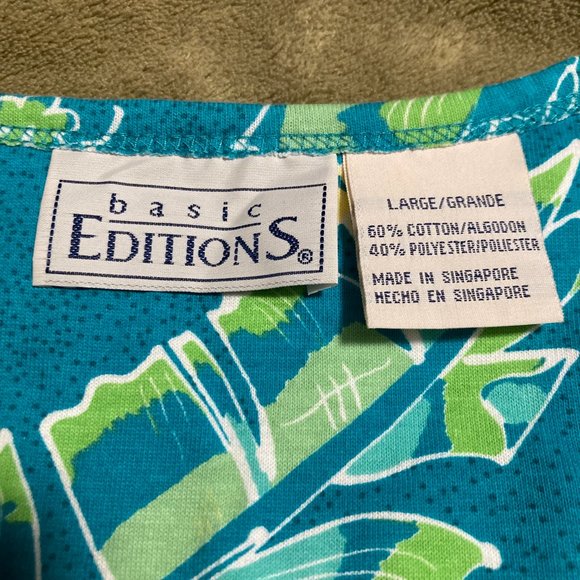 basic
EDITIONS®
LARGE/GRANDE
60% COTTON/ALGODON
40% POLYESTER/POLIESTER
MADE IN SINGAPORE
HECHO EN SINGAPORE